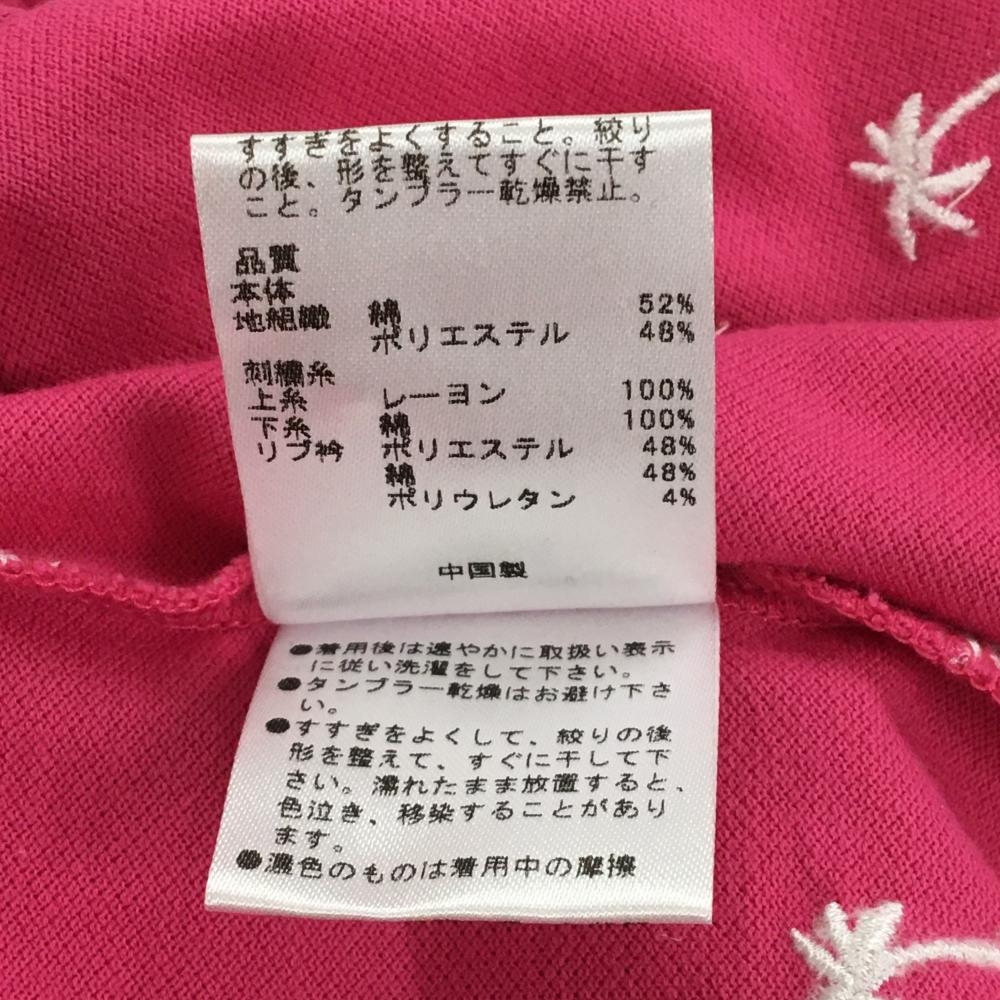 すすぎをよくすること。絞り
の後、形を整えてすぐに干す
こと。タンブラー乾燥禁止。
品質
本体
地組織 綿 52%
ポリエステル 48%
刺繍糸
上糸 レーヨン 100%
下糸 綿 100%
リブ衿 ポリエステル 48%
綿 48%
ポリウレタン 4%
中国製
●着用後は速やかに取扱い表示
に従い洗濯をして下さい。
●タンブラー乾燥はお避け下さ
い。
●すすぎをよくして、絞りの後
形を整えて、すぐに干して下
さい。濡れたまま放置すると、
色泣き、移染することがあり
ます。
●濃色のものは着用中の摩擦